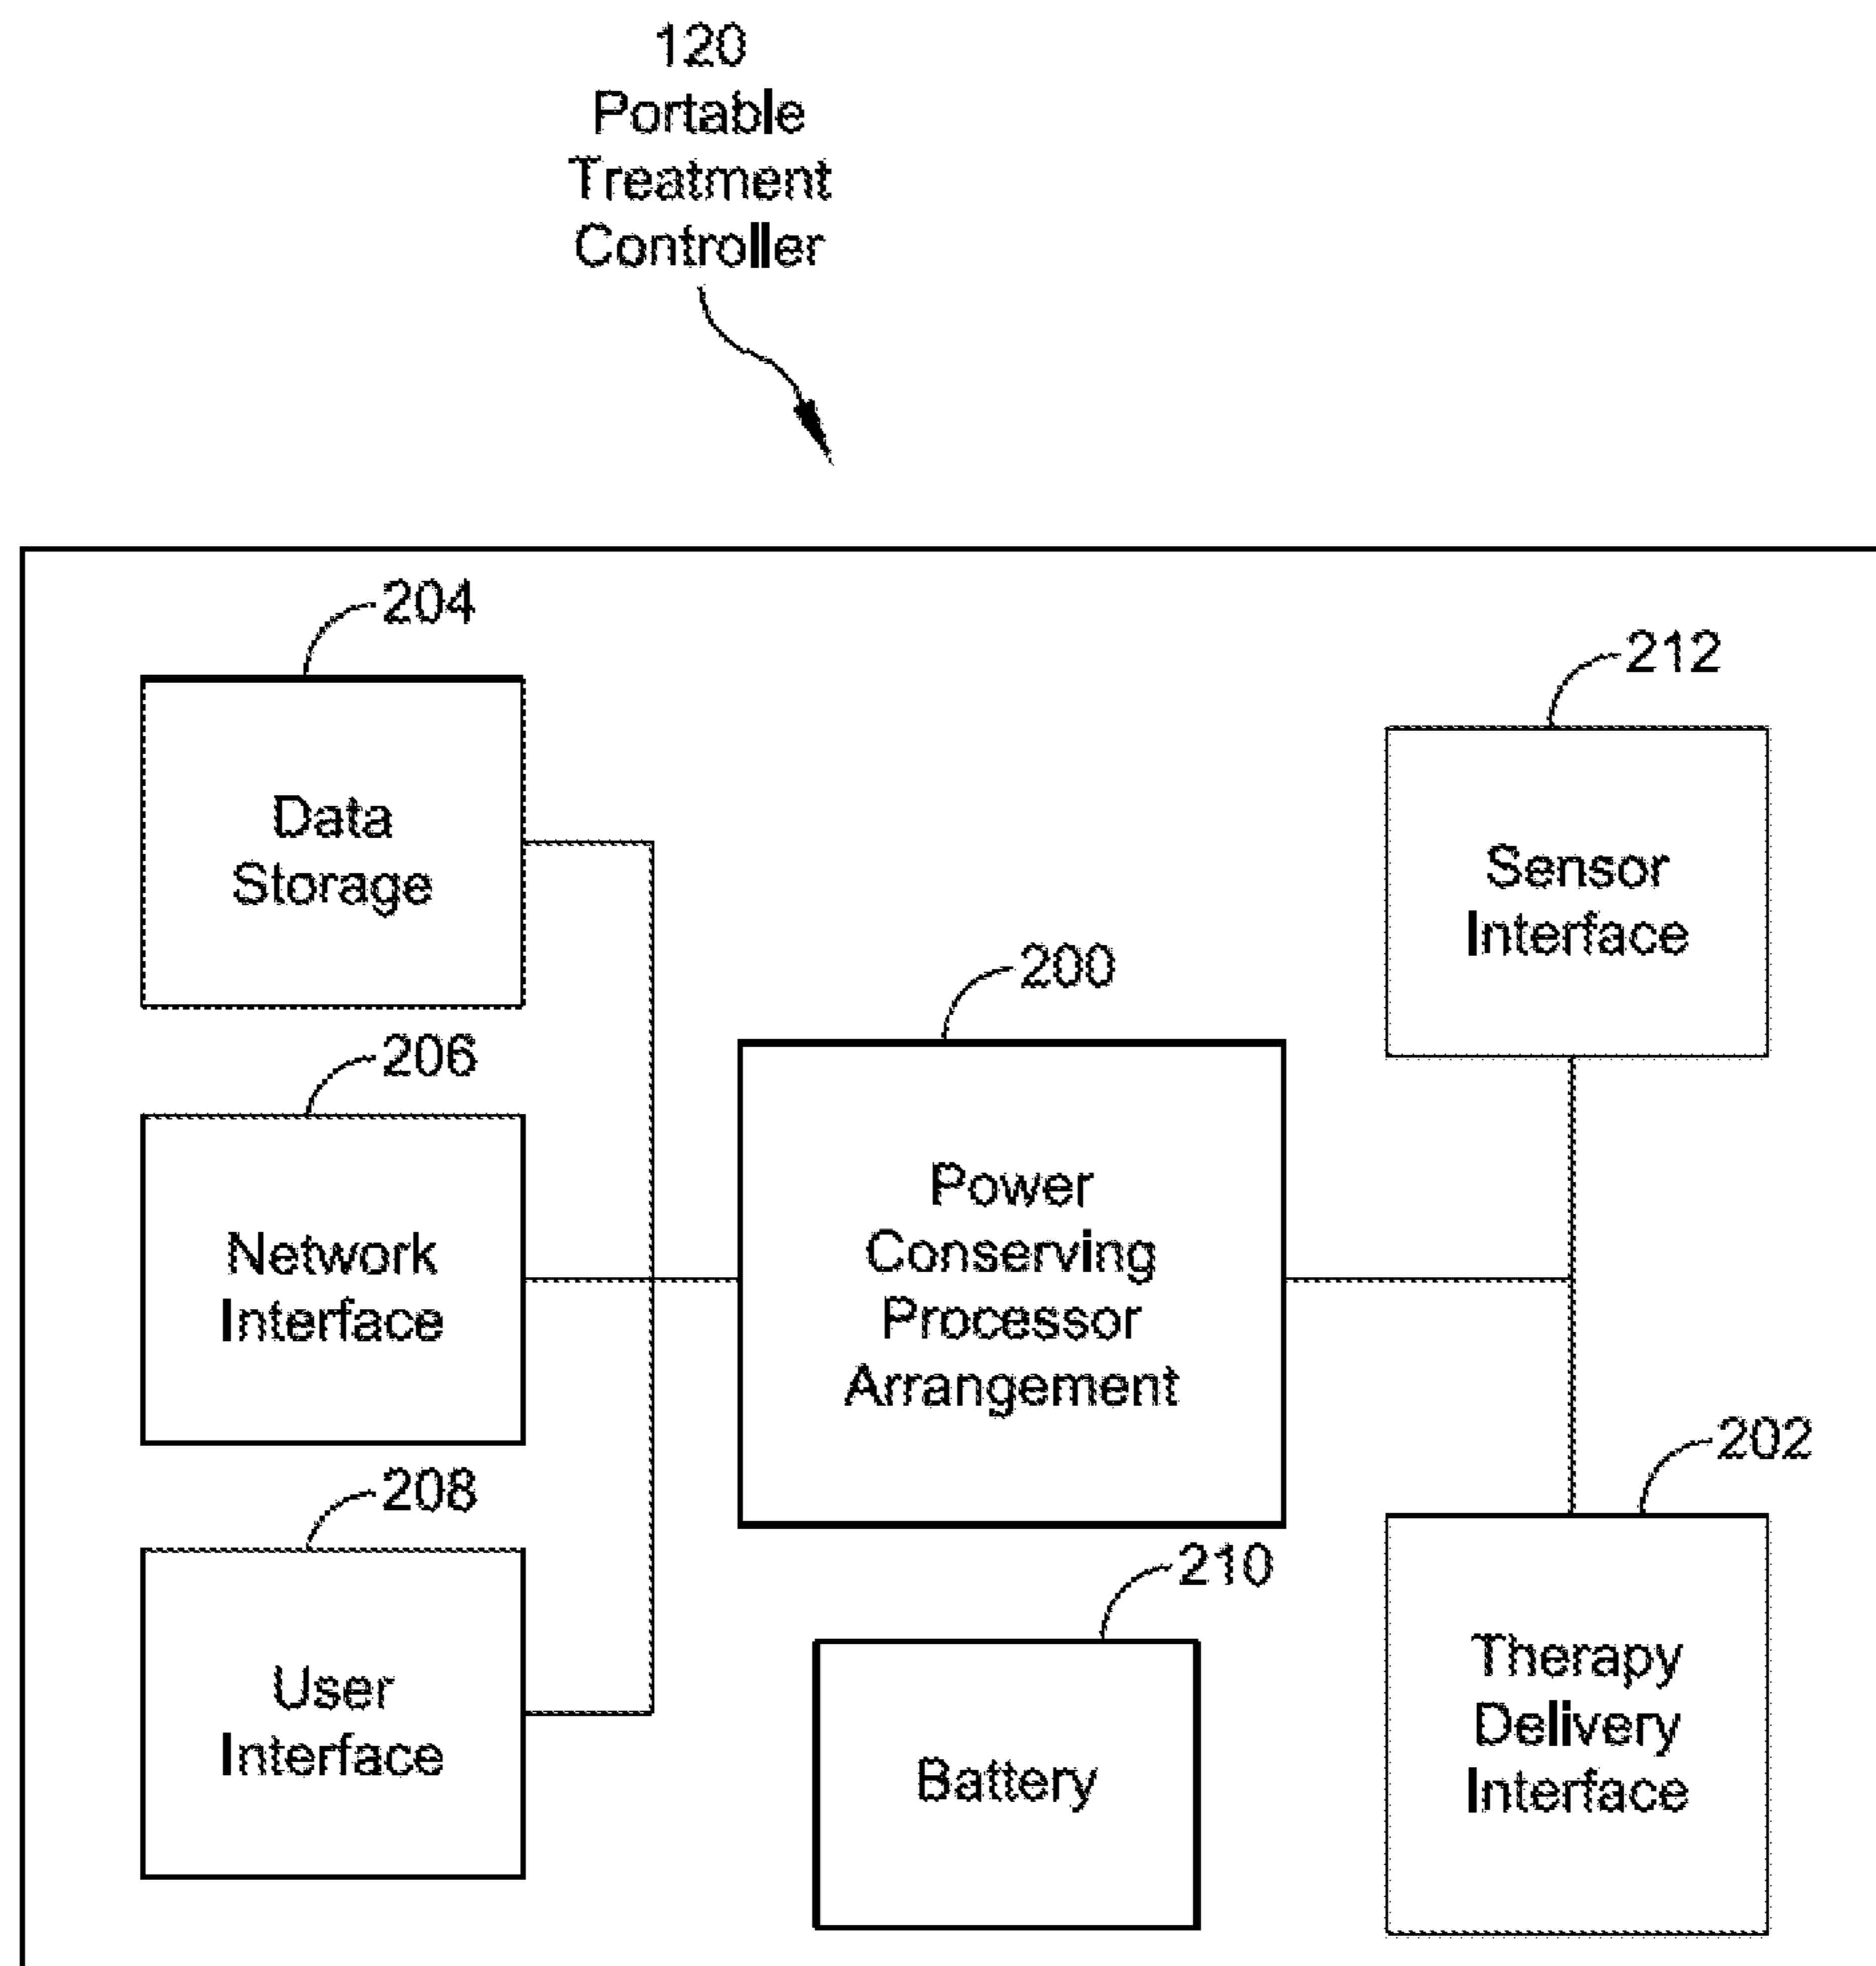 120
Portable
Treatment
Controller
204
Data
Storage
212
Sensor
Interface
200
Power
Conserving
Processor
Arrangement
206
Network
Interface
208
User
Interface
210
Battery
202
Therapy
Delivery
Interface